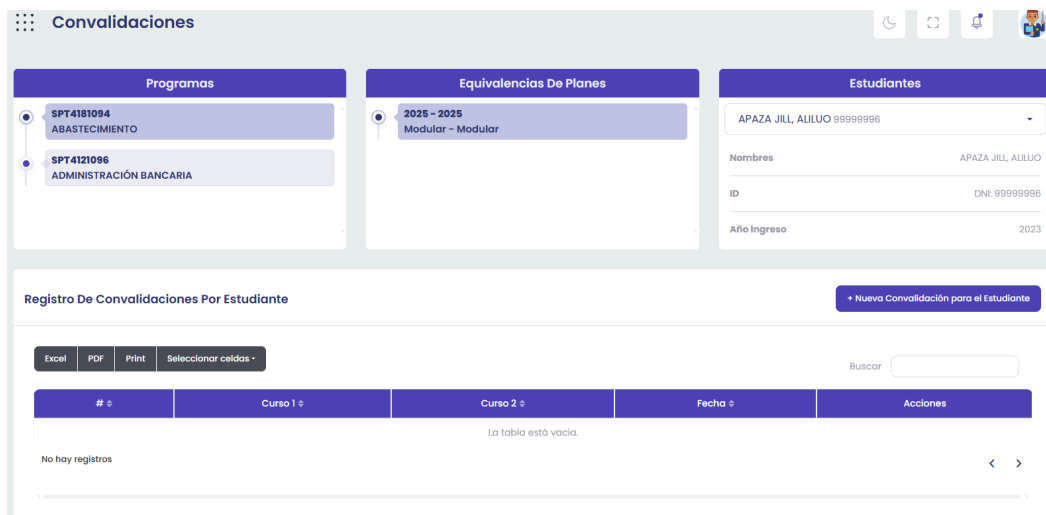 Convalidaciones
Programas
SPT4181094
ABASTECIMIENTO
SPT4121096
ADMINISTRACIÓN BANCARIA
Equivalencias De Planes
2025 - 2025
Modular - Modular
Estudiantes
APAZA JILL, ALILUO 99999996
Nombres APAZA JILL, ALILUO
ID DNI: 99999996
Año Ingreso 2023
Registro De Convalidaciones Por Estudiante
+ Nueva Convalidación para el Estudiante
Excel PDF Print Seleccionar celdas
Buscar
# Curso 1 Curso 2 Fecha Acciones
La tabla está vacia.
No hay registros